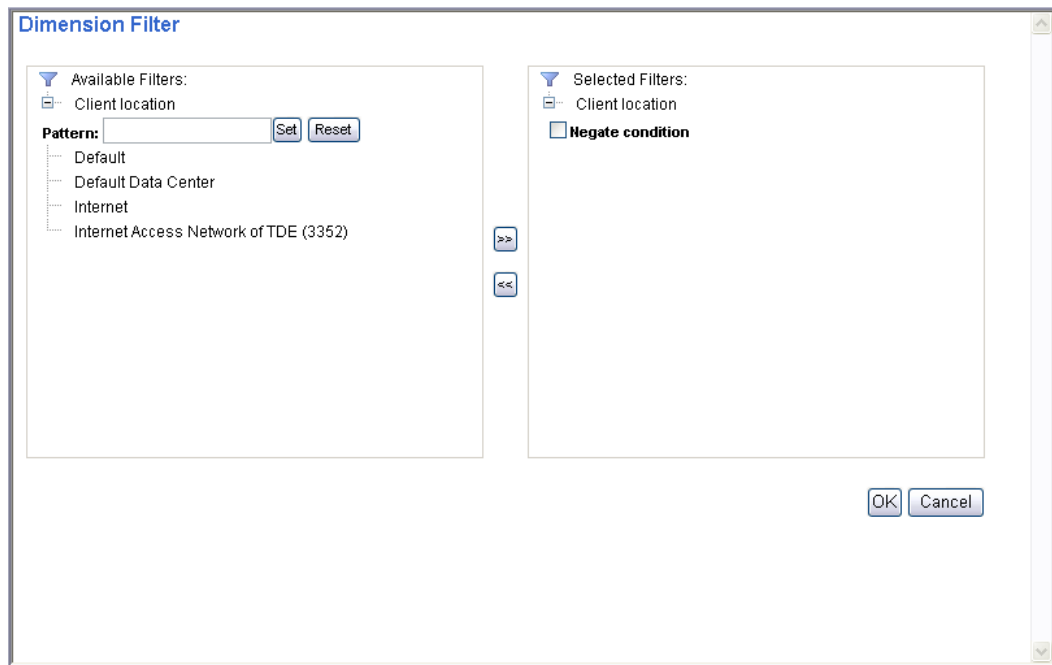 Dimension Filter
Available Filters:
Client location
Pattern: Set Reset
Default
Default Data Center
Internet
Internet Access Network of TDE (3352)
>>
<<
Selected Filters:
Client location
Negate condition
OK Cancel